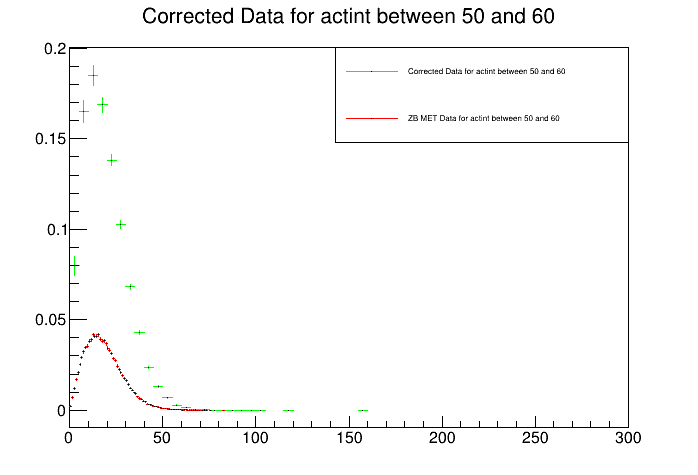 Corrected Data for actint between 50 and 60
0.2
Corrected Data for actint between 50 and 60
ZB MET Data for actint between 50 and 60
0.15
0.1
0.05
0
0 50 100 150 200 250 300